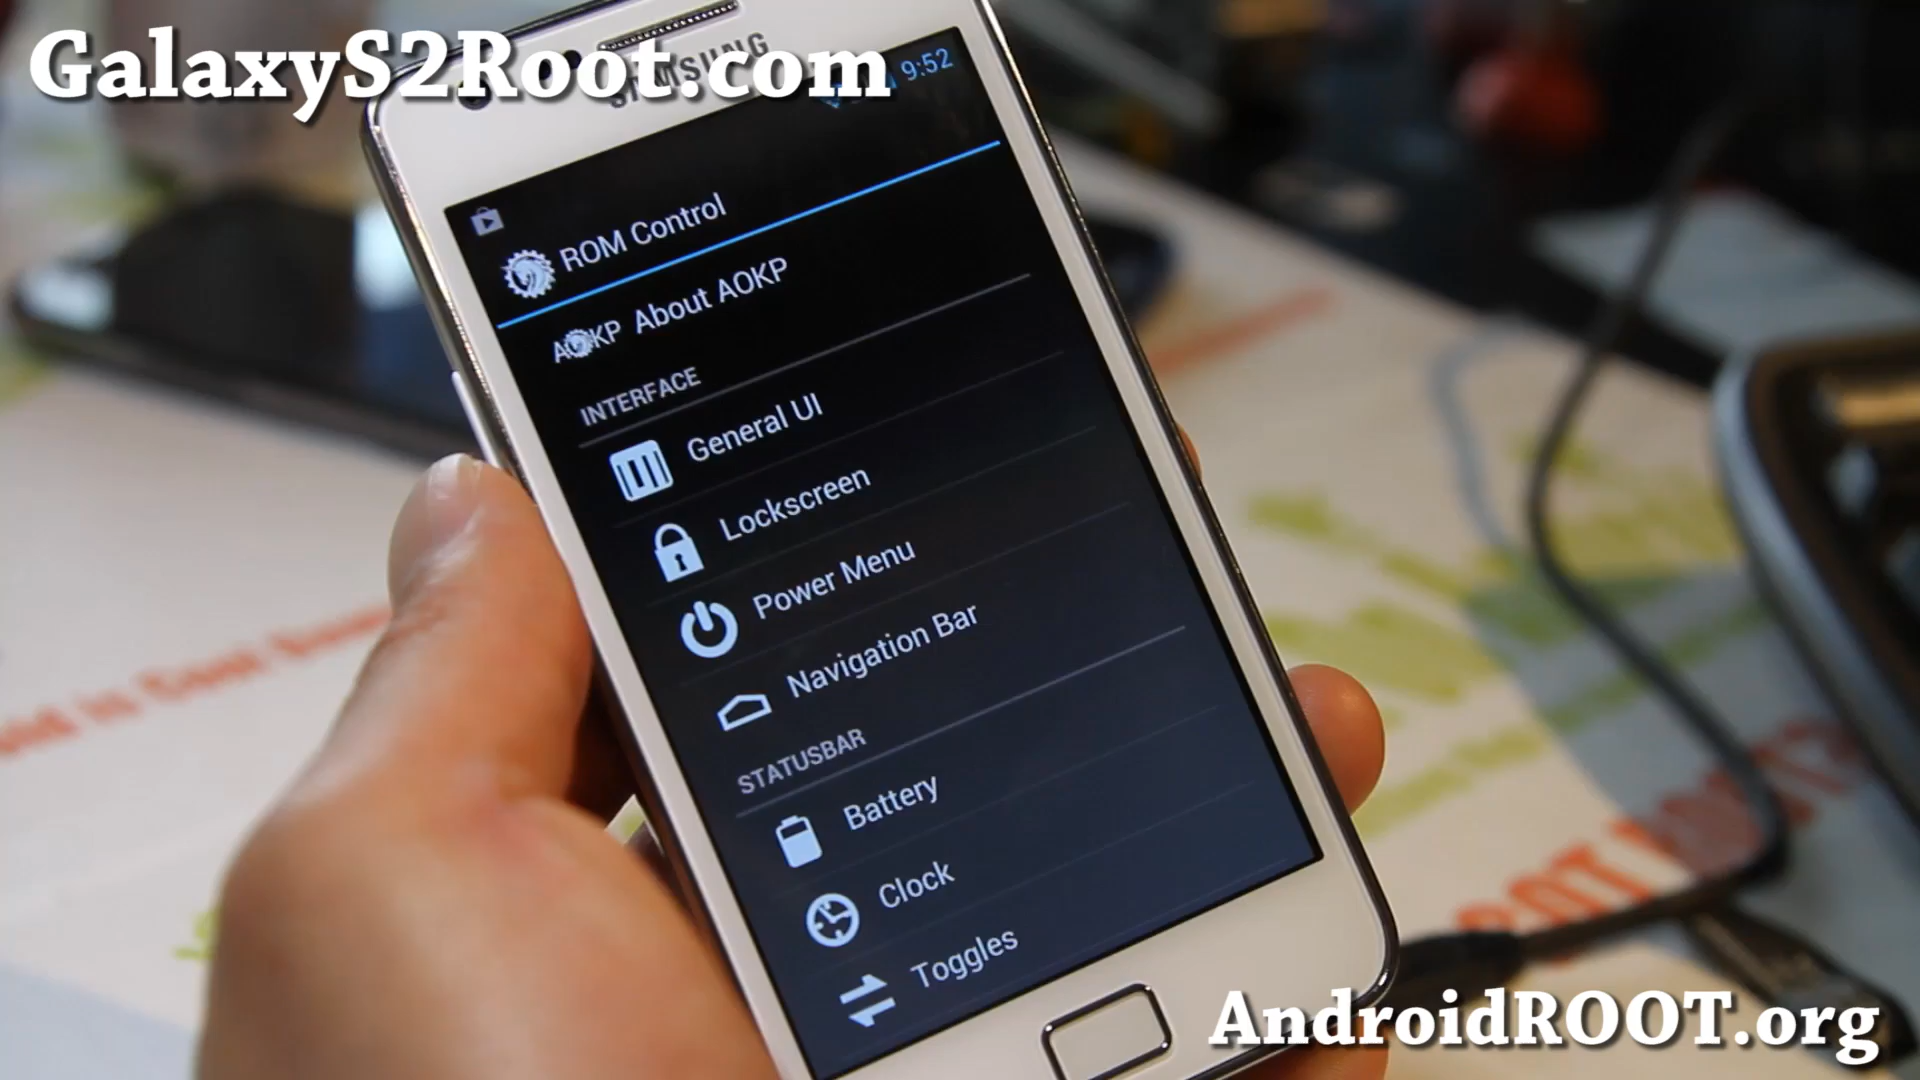 GalaxyS2Root.com
SAMSUNG
9:52
ROM Control
AOKP About AOKP
INTERFACE
General UI
Lockscreen
Power Menu
Navigation Bar
STATUSBAR
Battery
Clock
Toggles
AndroidROOT.org